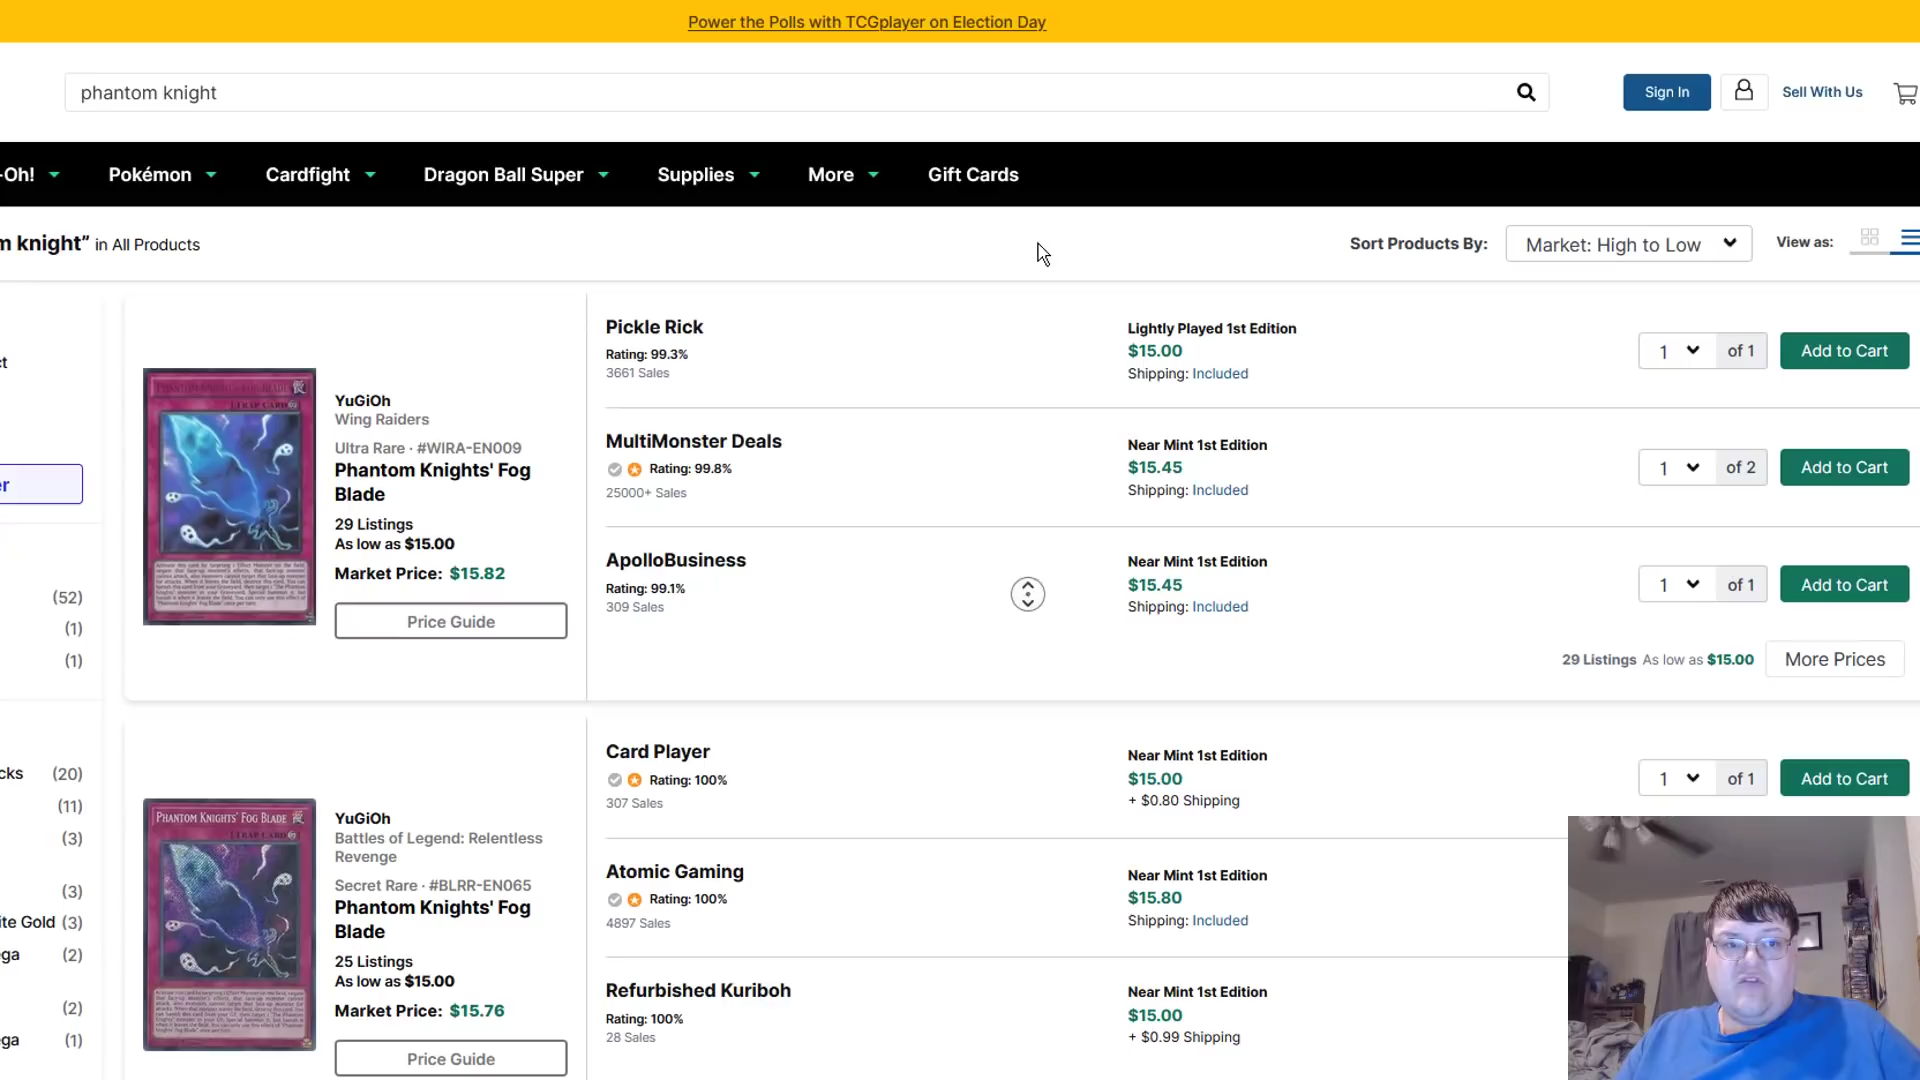 Power the Polls with TCGplayer on Election Day
phantom knight
Sign In
Sell With Us
-Oh!
Pokémon
Cardfight
Dragon Ball Super
Supplies
More
Gift Cards
m knight” in All Products
Sort Products By:
Market: High to Low
View as:
ct
er
(52)
(1)
(1)
cks (20)
(11)
(3)
(3)
ite Gold (3)
ga (2)
(2)
ga (1)
YuGiOh
Wing Raiders
Ultra Rare · #WIRA-EN009
Phantom Knights' Fog
Blade
29 Listings
As low as $15.00
Market Price: $15.82
Price Guide
Pickle Rick
Rating: 99.3%
3661 Sales
Lightly Played 1st Edition
$15.00
Shipping: Included
1 of 1
Add to Cart
MultiMonster Deals
Rating: 99.8%
25000+ Sales
Near Mint 1st Edition
$15.45
Shipping: Included
1 of 2
Add to Cart
ApolloBusiness
Rating: 99.1%
309 Sales
Near Mint 1st Edition
$15.45
Shipping: Included
1 of 1
Add to Cart
29 Listings As low as $15.00
More Prices
PHANTOM KNIGHTS' FOG BLADE
YuGiOh
Battles of Legend: Relentless
Revenge
Secret Rare · #BLRR-EN065
Phantom Knights' Fog
Blade
25 Listings
As low as $15.00
Market Price: $15.76
Price Guide
Card Player
Rating: 100%
307 Sales
Near Mint 1st Edition
$15.00
+ $0.80 Shipping
1 of 1
Add to Cart
Atomic Gaming
Rating: 100%
4897 Sales
Near Mint 1st Edition
$15.80
Shipping: Included
Refurbished Kuriboh
Rating: 100%
28 Sales
Near Mint 1st Edition
$15.00
+ $0.99 Shipping